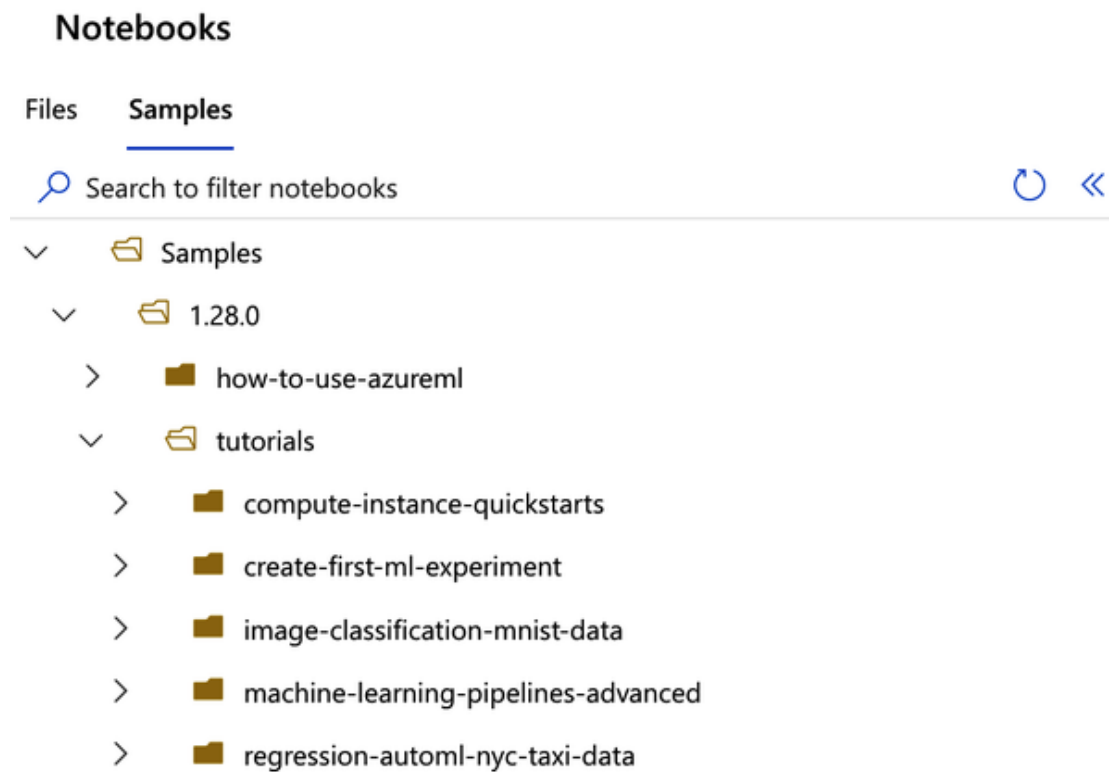 Notebooks
Files Samples
Search to filter notebooks
Samples
1.28.0
how-to-use-azureml
tutorials
compute-instance-quickstarts
create-first-ml-experiment
image-classification-mnist-data
machine-learning-pipelines-advanced
regression-automl-nyc-taxi-data